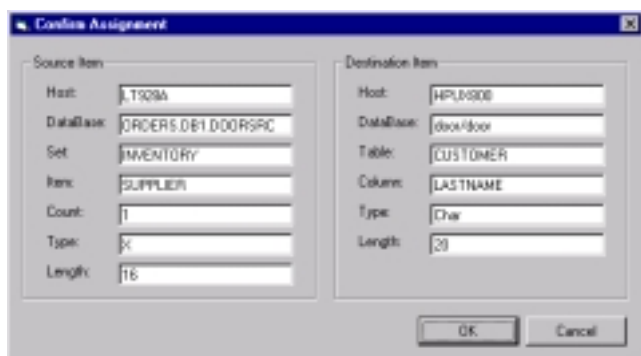 Confirm Assignment
Source Item
Host: LT928A
DataBase: ORDERS.DB1.DOORSRC
Set: INVENTORY
Item: SUPPLIER
Count: 1
Type: X
Length: 16
Destination Item
Host: HPUX800
DataBase: door/door
Table: CUSTOMER
Column: LASTNAME
Type: Char
Length: 20
OK
Cancel